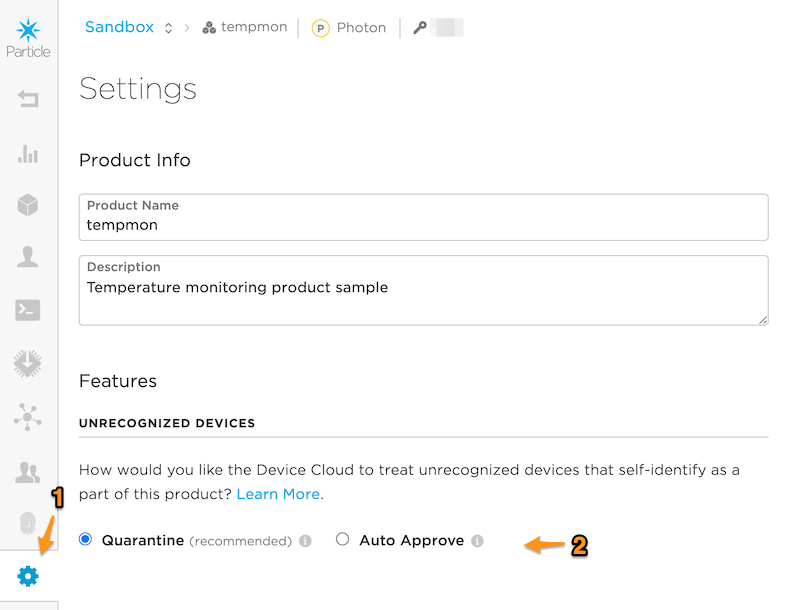 Sandbox tempmon P Photon
Particle
Settings
Product Info
Product Name
tempmon
Description
Temperature monitoring product sample
Features
UNRECOGNIZED DEVICES
How would you like the Device Cloud to treat unrecognized devices that self-identify as a
part of this product? Learn More.
1
Quarantine (recommended) i Auto Approve i 2